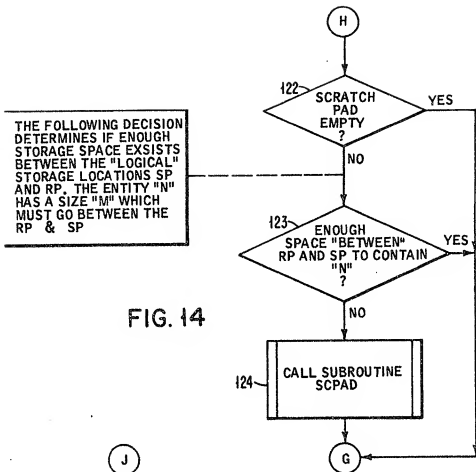 H
122
SCRATCH
PAD
EMPTY
?
YES
NO
THE FOLLOWING DECISION
DETERMINES IF ENOUGH
STORAGE SPACE EXSISTS
BETWEEN THE "LOGICAL"
STORAGE LOCATIONS SP
AND RP. THE ENTITY "N"
HAS A SIZE "M" WHICH
MUST GO BETWEEN THE
RP & SP
123
ENOUGH
SPACE "BETWEEN"
RP AND SP TO CONTAIN
"N"
?
YES
NO
FIG. 14
124
CALL SUBROUTINE
SCPAD
J
G